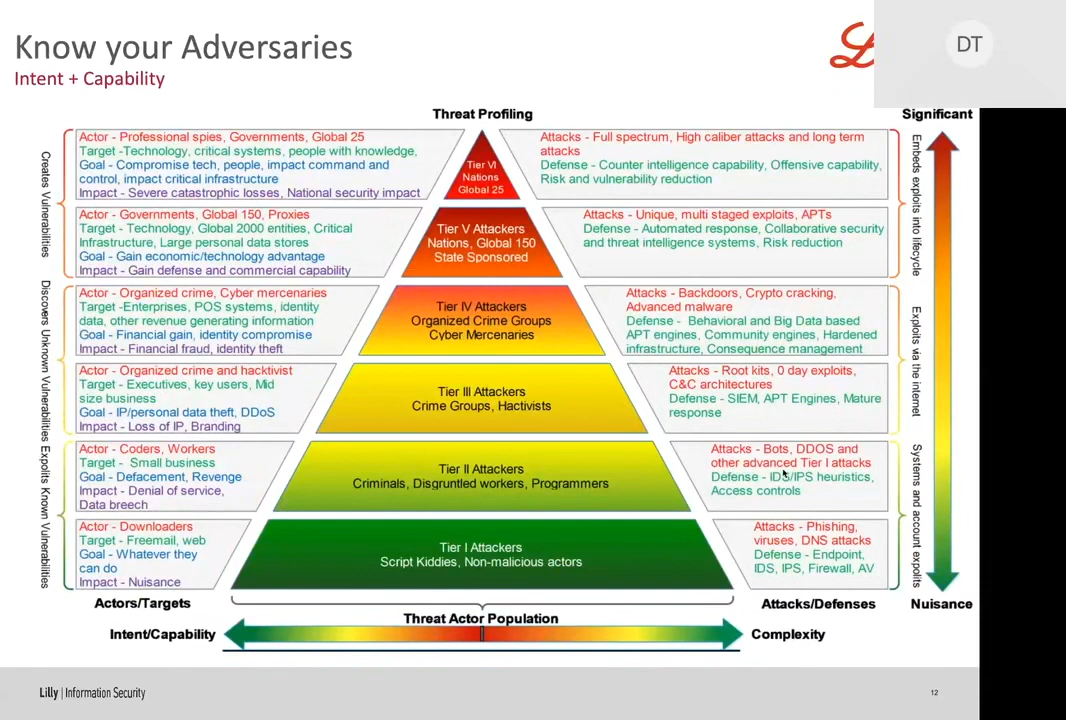 Know your Adversaries
Intent + Capability
DT
Threat Profiling
Significant
Actor - Professional spies, Governments, Global 25
Target -Technology, critical systems, people with knowledge,
Goal - Compromise tech, people, impact command and
control, impact critical infrastructure
Impact - Severe catastrophic losses, National security impact
Tier VI
Nations
Global 25
Attacks - Full spectrum, High caliber attacks and long term
attacks
Defense - Counter intelligence capability, Offensive capability,
Risk and vulnerability reduction
Actor - Governments, Global 150, Proxies
Target - Technology, Global 2000 entities, Critical
Infrastructure, Large personal data stores
Goal - Gain economic/technology advantage
Impact - Gain defense and commercial capability
Tier V Attackers
Nations, Global 150
State Sponsored
Attacks - Unique, multi staged exploits, APTs
Defense - Automated response, Collaborative security
and threat intelligence systems, Risk reduction
Actor - Organized crime, Cyber mercenaries
Target -Enterprises, POS systems, identity
data, other revenue generating information
Goal - Financial gain, identity compromise
Impact - Financial fraud, identity theft
Tier IV Attackers
Organized Crime Groups
Cyber Mercenaries
Attacks - Backdoors, Crypto cracking,
Advanced malware
Defense - Behavioral and Big Data based
APT engines, Community engines, Hardened
infrastructure, Consequence management
Actor - Organized crime and hacktivist
Target - Executives, key users, Mid
size business
Goal - IP/personal data theft, DDoS
Impact - Loss of IP, Branding
Tier III Attackers
Crime Groups, Hactivists
Attacks - Root kits, 0 day exploits,
C&C architectures
Defense - SIEM, APT Engines, Mature
response
Actor - Coders, Workers
Target - Small business
Goal - Defacement, Revenge
Impact - Denial of service,
Data breech
Tier II Attackers
Criminals, Disgruntled workers, Programmers
Attacks - Bots, DDOS and
other advanced Tier I attacks
Defense - IDS/IPS heuristics,
Access controls
Actor - Downloaders
Target - Freemail, web
Goal - Whatever they
can do
Impact - Nuisance
Tier I Attackers
Script Kiddies, Non-malicious actors
Attacks - Phishing,
viruses, DNS attacks
Defense - Endpoint,
IDS, IPS, Firewall, AV
Creates Vulnerabilities
Discovers Unknown Vulnerabilities
Expolits Known Vulnerabilities
Embeds exploits into lifecycle
Exploits via the internet
Systems and account expolits
Actors/Targets
Attacks/Defenses
Nuisance
Threat Actor Population
Intent/Capability
Complexity
Lilly | Information Security
12